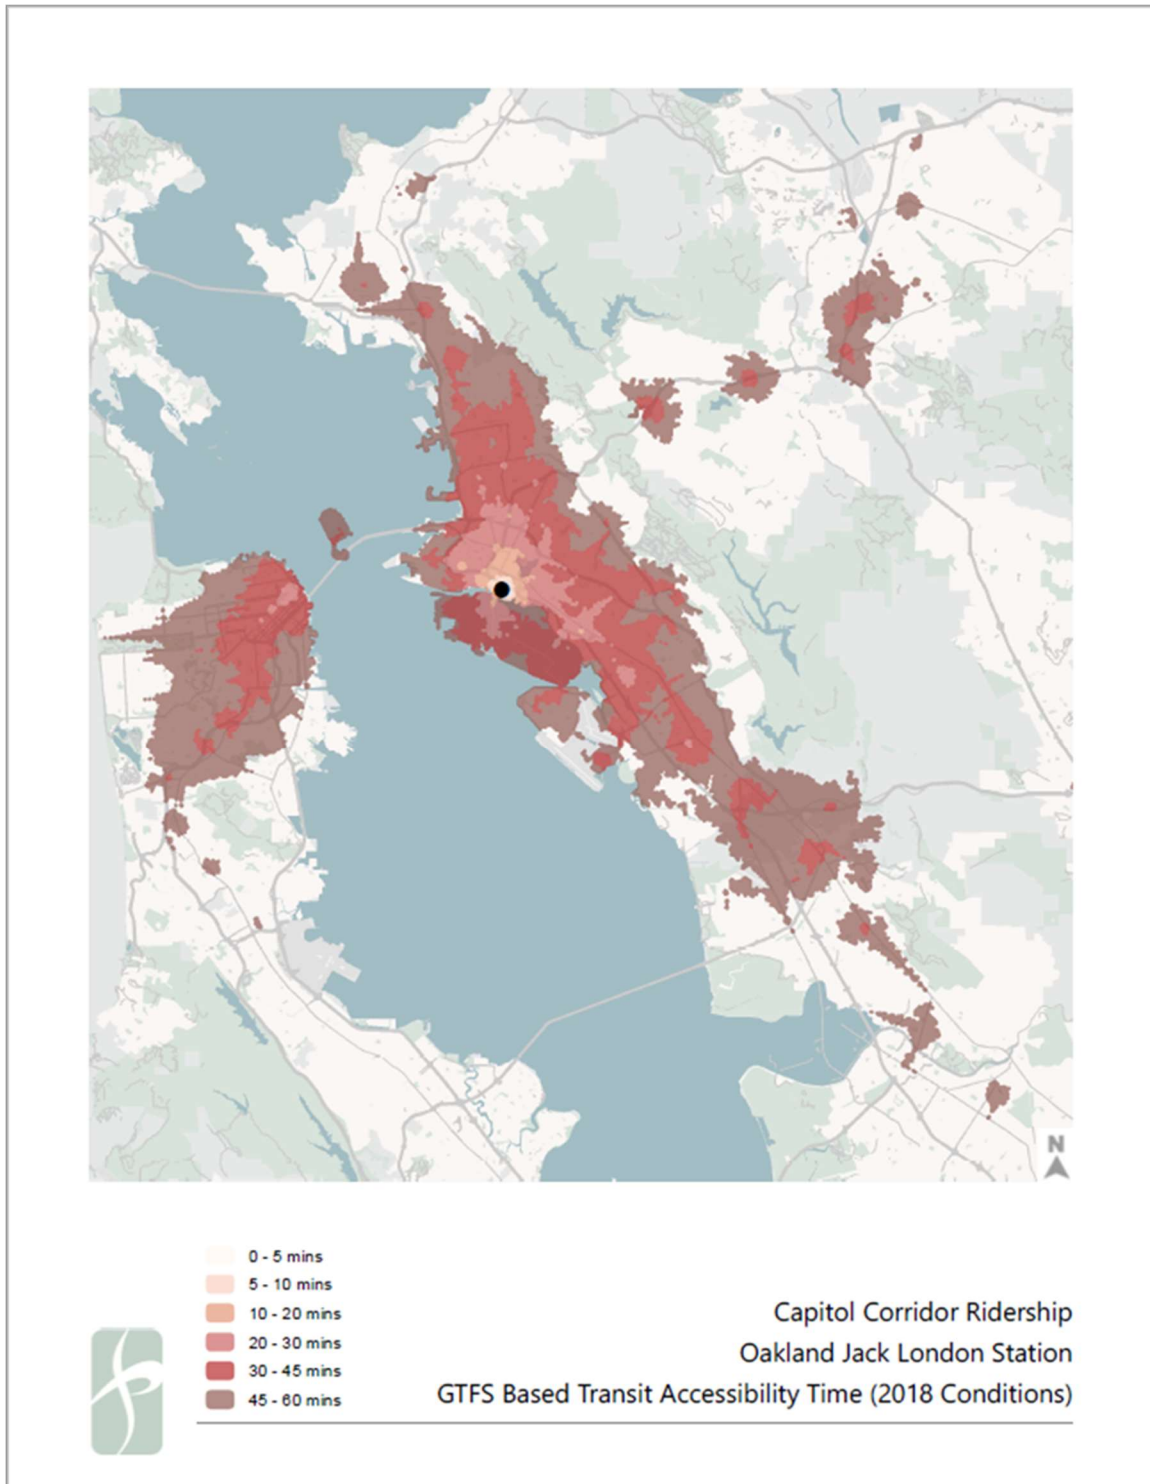 N
0 - 5 mins
5 - 10 mins
10 - 20 mins
20 - 30 mins
30 - 45 mins
45 - 60 mins
Capitol Corridor Ridership
Oakland Jack London Station
GTFS Based Transit Accessibility Time (2018 Conditions)